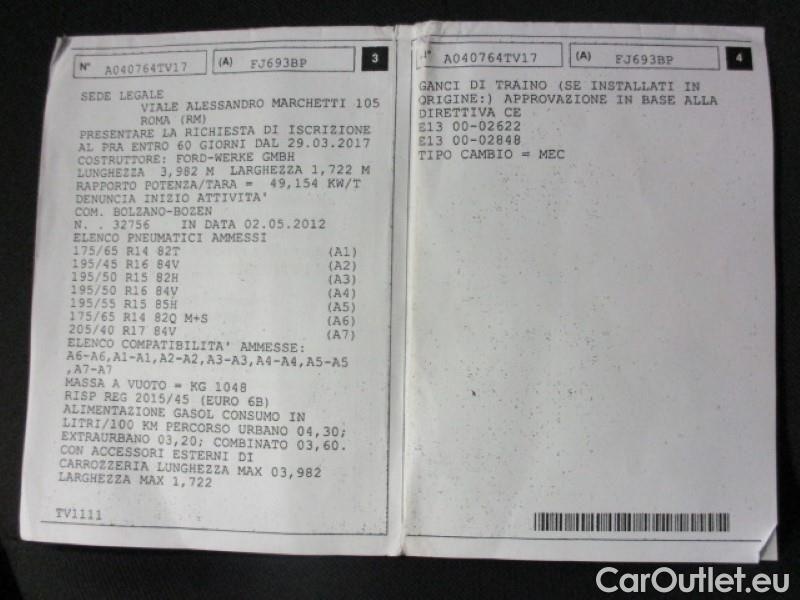 N° A040764TV17 (A) FJ693BP 3
SEDE LEGALE
VIALE ALESSANDRO MARCHETTI 105
ROMA (RM)
PRESENTARE LA RICHIESTA DI ISCRIZIONE
AL PRA ENTRO 60 GIORNI DAL 29.03.2017
COSTRUTTORE: FORD-WERKE GMBH
LUNGHEZZA 3,982 M LARGHEZZA 1,722 M
RAPPORTO POTENZA/TARA = 49,154 KW/T
DENUNCIA INIZIO ATTIVITA'
COM. BOLZANO-BOZEN
N. . 32756 IN DATA 02.05.2012
ELENCO PNEUMATICI AMMESSI
175/65 R14 82T (A1)
195/45 R16 84V (A2)
195/50 R15 82H (A3)
195/50 R16 84V (A4)
195/55 R15 85H (A5)
175/65 R14 82Q M+S (A6)
205/40 R17 84V (A7)
ELENCO COMPATIBILITA' AMMESSE:
A6-A6,A1-A1,A2-A2,A3-A3,A4-A4,A5-A5
,A7-A7
MASSA A VUOTO = KG 1048
RISP REG 2015/45 (EURO 6B)
ALIMENTAZIONE GASOL CONSUMO IN
LITRI/100 KM PERCORSO URBANO 04,30;
EXTRAURBANO 03,20; COMBINATO 03,60.
CON ACCESSORI ESTERNI DI
CARROZZERIA LUNGHEZZA MAX 03,982
LARGHEZZA MAX 1,722
TV1111
N° A040764TV17 (A) FJ693BP 4
GANCI DI TRAINO (SE INSTALLATI IN
ORIGINE:) APPROVAZIONE IN BASE ALLA
DIRETTIVA CE
E13 00-02622
E13 00-02848
TIPO CAMBIO = MEC
CarOutlet.eu